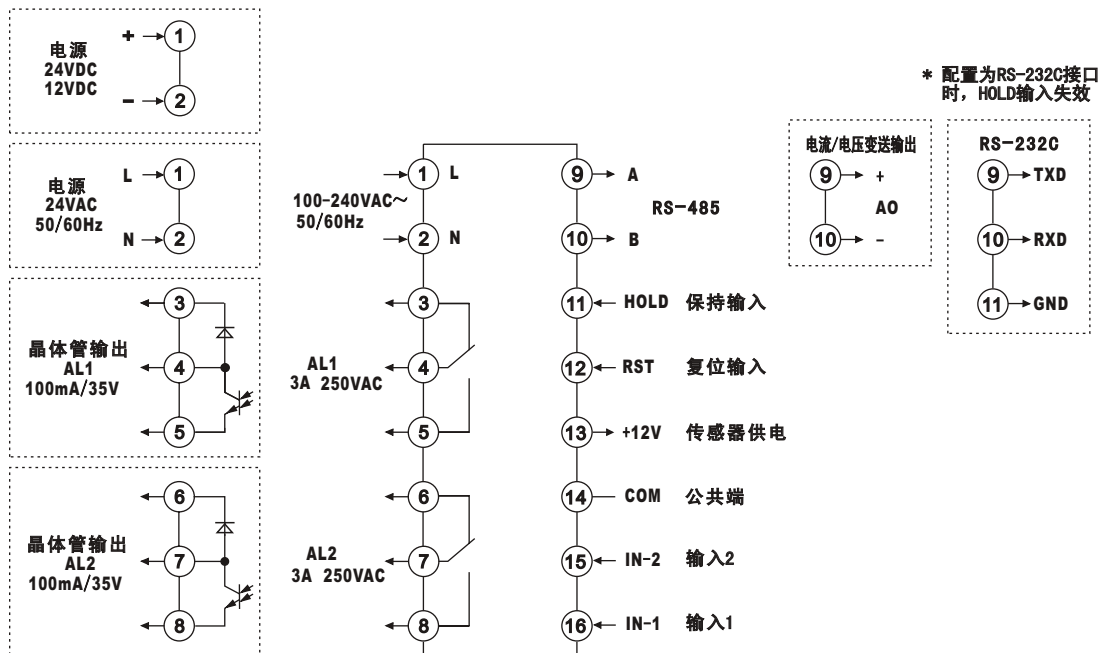 电源
24VDC
12VDC
+
1
-
2
电源
24VAC
50/60Hz
L
1
N
2
晶体管输出
AL1
100mA/35V
3
4
5
晶体管输出
AL2
100mA/35V
6
7
8
100-240VAC～
50/60Hz
1 L
2 N
AL1
3A 250VAC
3
4
5
AL2
3A 250VAC
6
7
8
9 A
RS-485
10 B
11 HOLD 保持输入
12 RST 复位输入
13 +12V 传感器供电
14 COM 公共端
15 IN-2 输入2
16 IN-1 输入1
* 配置为RS-232C接口
时，HOLD输入失效
电流/电压变送输出
9 +
AO
10 -
RS-232C
9 TXD
10 RXD
11 GND